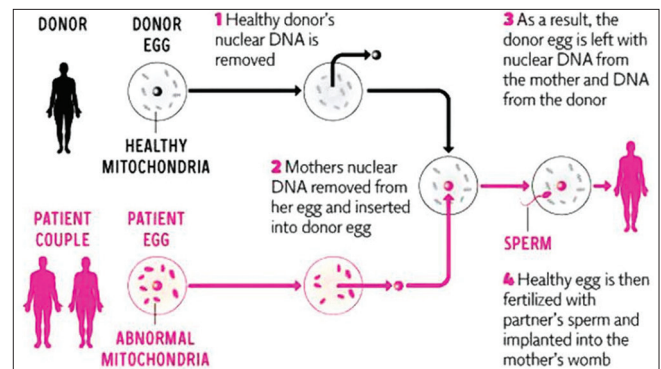 DONOR
DONOR
EGG
1 Healthy donor's
nuclear DNA is
removed
3 As a result, the
donor egg is left with
nuclear DNA from
the mother and DNA
from the donor
HEALTHY
MITOCHONDRIA
2 Mothers nuclear
DNA removed from
her egg and inserted
into donor egg
PATIENT
COUPLE
PATIENT
EGG
SPERM
4 Healthy egg is then
fertilized with
partner's sperm and
implanted into the
mother's womb
ABNORMAL
MITOCHONDRIA